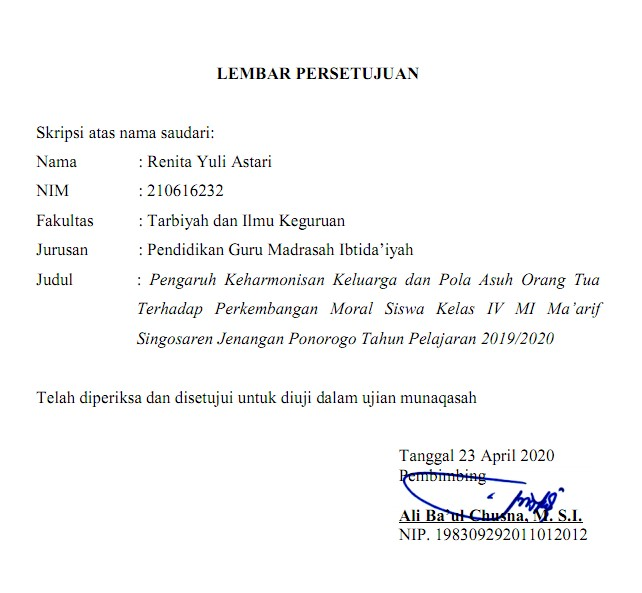 LEMBAR PERSETUJUAN
Skripsi atas nama saudari:
Nama : Renita Yuli Astari
NIM : 210616232
Fakultas : Tarbiyah dan Ilmu Keguruan
Jurusan : Pendidikan Guru Madrasah Ibtida’iyah
Judul : Pengaruh Keharmonisan Keluarga dan Pola Asuh Orang Tua
Terhadap Perkembangan Moral Siswa Kelas IV MI Ma’arif
Singosaren Jenangan Ponorogo Tahun Pelajaran 2019/2020
Telah diperiksa dan disetujui untuk diuji dalam ujian munaqasah
Tanggal 23 April 2020
Pembimbing
Ali Ba’ul Chusna, M. S.I.
NIP. 198309292011012012